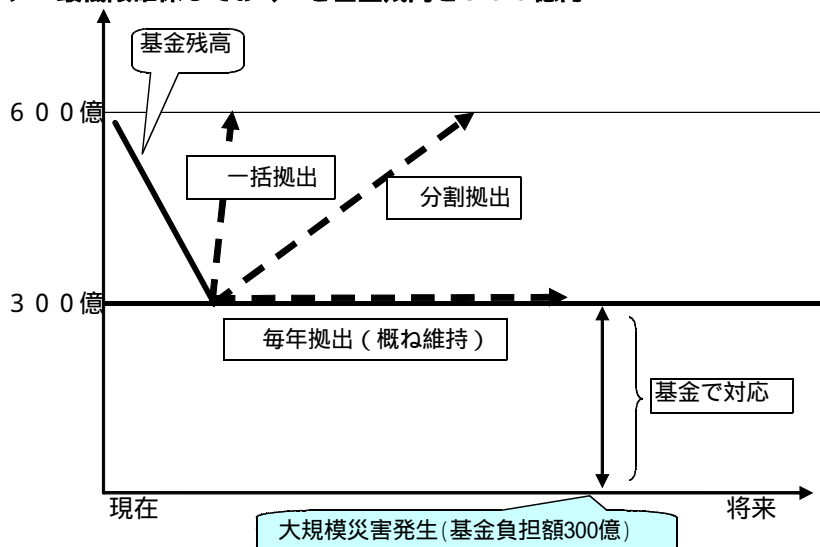 基金残高
６００億
一括拠出
分割拠出
３００億
毎年拠出（概ね維持）
基金で対応
現在
将来
大規模災害発生(基金負担額300億)